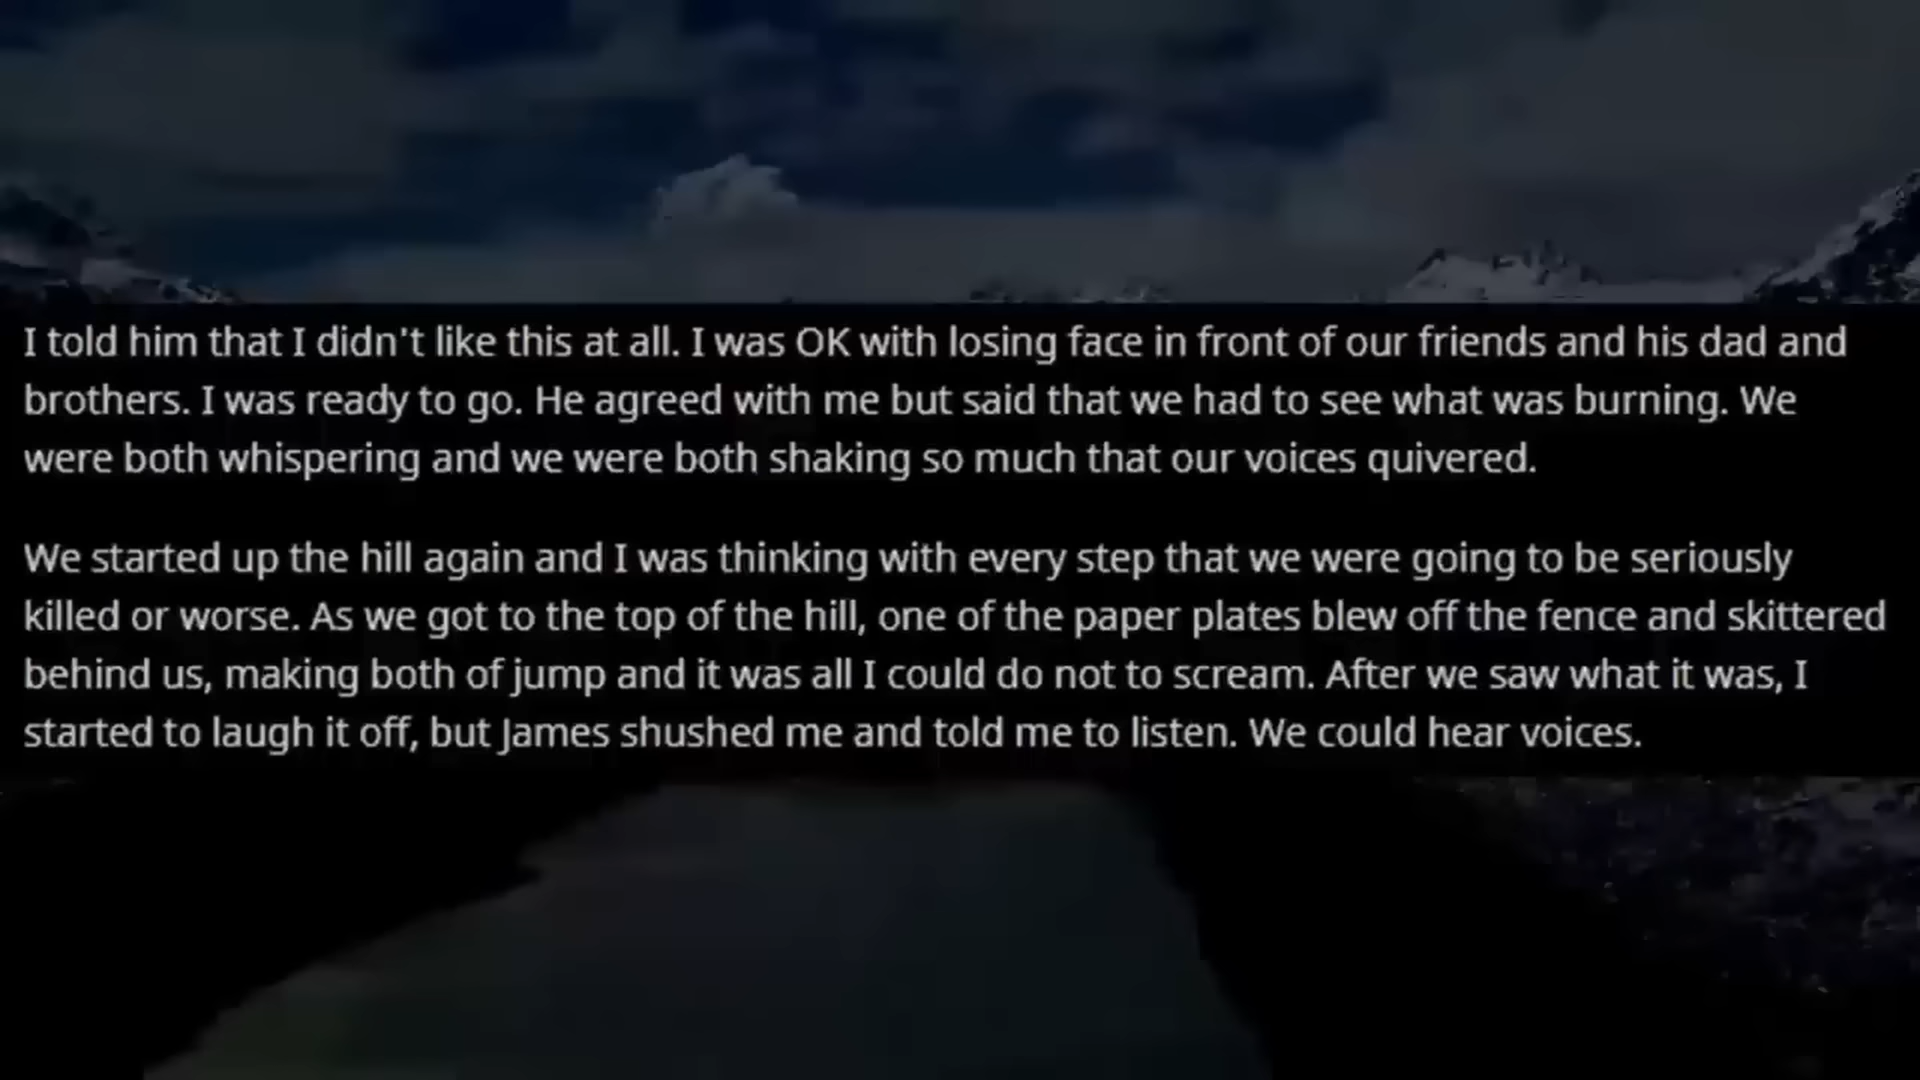 I told him that I didn't like this at all. I was OK with losing face in front of our friends and his dad and
brothers. I was ready to go. He agreed with me but said that we had to see what was burning. We
were both whispering and we were both shaking so much that our voices quivered.
We started up the hill again and I was thinking with every step that we were going to be seriously
killed or worse. As we got to the top of the hill, one of the paper plates blew off the fence and skittered
behind us, making both of jump and it was all I could do not to scream. After we saw what it was, I
started to laugh it off, but James shushed me and told me to listen. We could hear voices.